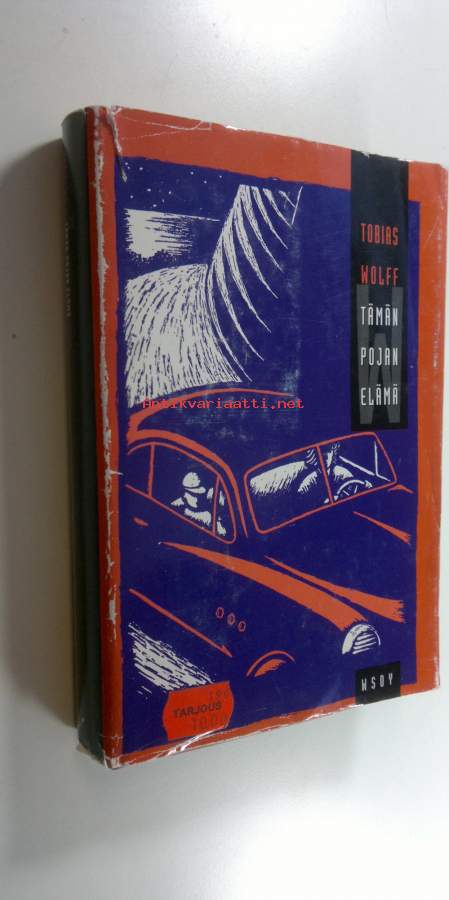 TOBIAS
WOLFF
TÄMÄN
POJAN
ELÄMÄ
W
Antikvariaatti.net
WSOY
TARJOUS